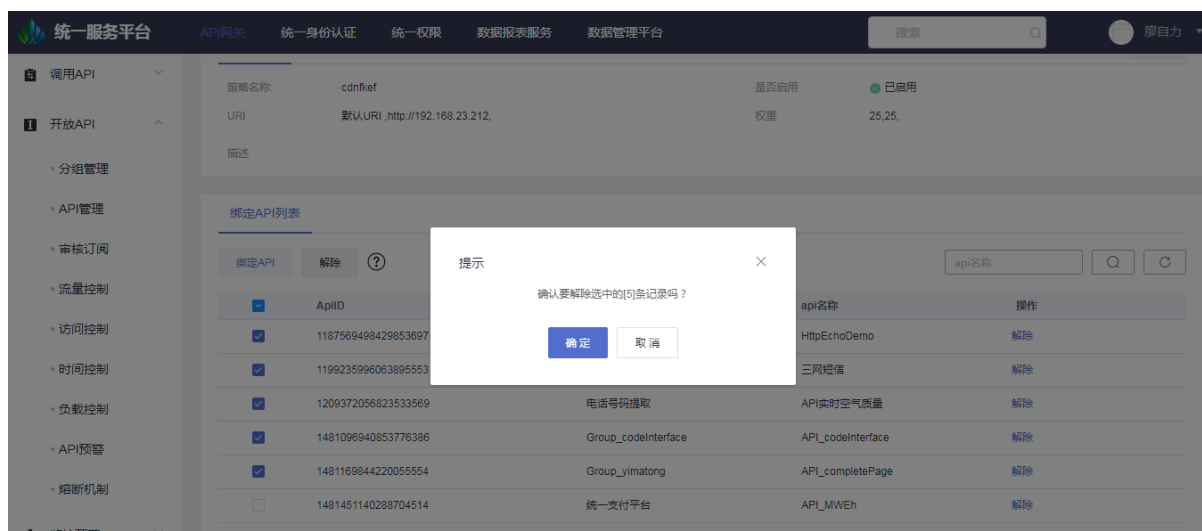 统一服务平台 API网关 统一身份认证 统一权限 数据报表服务 数据管理平台 搜索 廖自力
调用API
策略名称: cdnfkef 是否启用 已启用
开放API
URI 默认URI ,http://192.168.23.212, 权重 25,25,
描述
分组管理
API管理
绑定API列表
审核订阅
绑定API 解除 ? api名称
提示
流量控制
确认要解除选中的[5]条记录吗？
ApiID api名称 操作
访问控制
确定 取消
1187569498429853697 HttpEchoDemo 解除
时间控制
1199235996063895553 三网短信 解除
负载控制
1209372056823533569 电话号码提取 API实时空气质量 解除
API预警
1481096940853776386 Group_codeInterface API_codeInterface 解除
1481169844220055554 Group_yimatong API_completePage 解除
熔断机制
1481451140288704514 统一支付平台 API_MWEh 解除